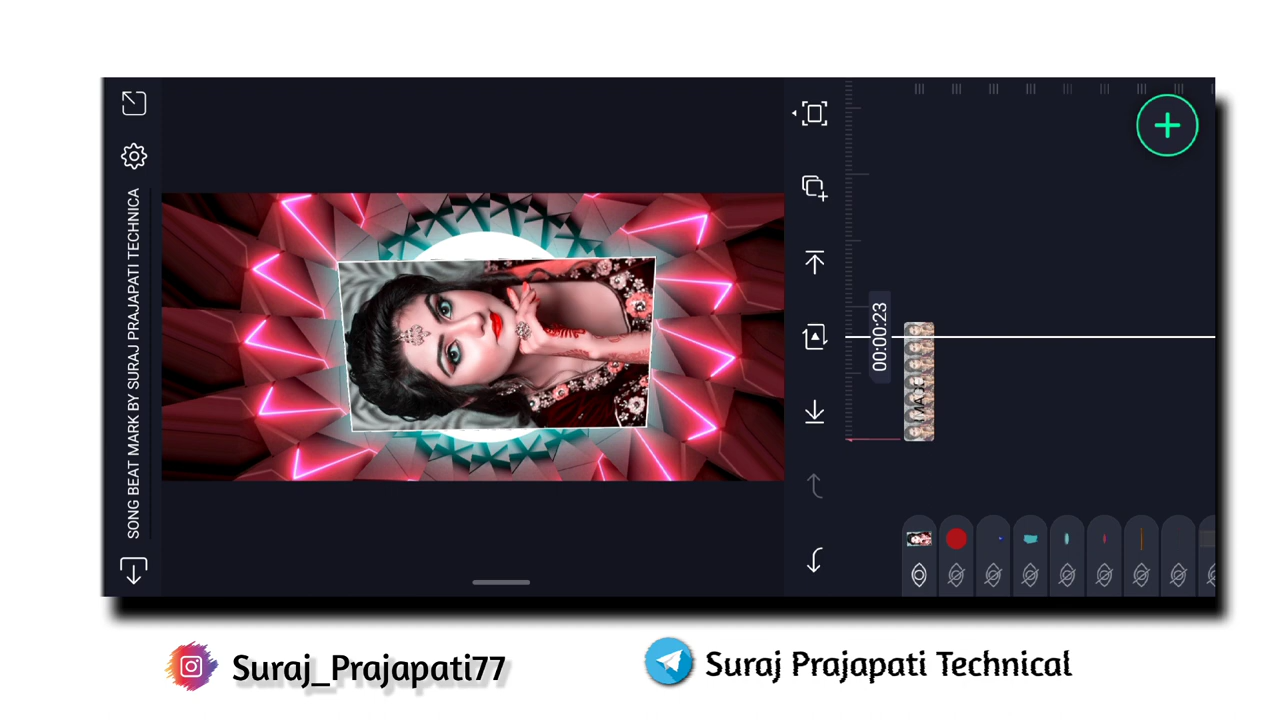 SONG BEAT MARK BY SURAJ PRAJAPATI TECHNICA
00:00:23
Suraj_Prajapati77
Suraj Prajapati Technical